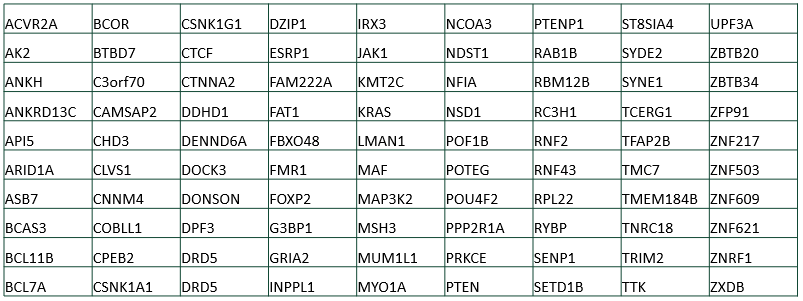 ACVR2A BCOR CSNK1G1 DZIP1 IRX3 NCOA3 PTENP1 ST8SIA4 UPF3A
AK2 BTBD7 CTCF ESRP1 JAK1 NDST1 RAB1B SYDE2 ZBTB20
ANKH C3orf70 CTNNA2 FAM222A KMT2C NFIA RBM12B SYNE1 ZBTB34
ANKRD13C CAMSAP2 DDHD1 FAT1 KRAS NSD1 RC3H1 TCERG1 ZFP91
API5 CHD3 DENND6A FBXO48 LMAN1 POF1B RNF2 TFAP2B ZNF217
ARID1A CLVS1 DOCK3 FMR1 MAF POTEG RNF43 TMC7 ZNF503
ASB7 CNNM4 DONSON FOXP2 MAP3K2 POU4F2 RPL22 TMEM184B ZNF609
BCAS3 COBLL1 DPF3 G3BP1 MSH3 PPP2R1A RYBP TNRC18 ZNF621
BCL11B CPEB2 DRD5 GRIA2 MUM1L1 PRKCE SENP1 TRIM2 ZNRF1
BCL7A CSNK1A1 DRD5 INPPL1 MYO1A PTEN SETD1B TTK ZXDB